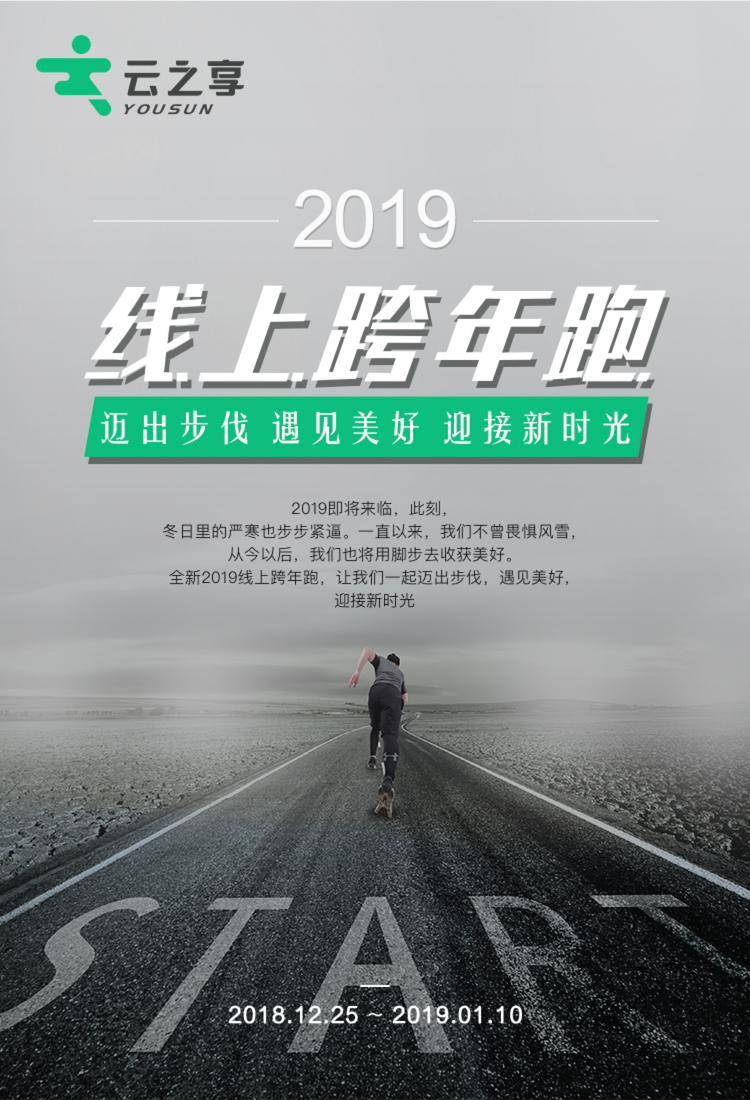 云之享
YOUSUN
2019
线上跨年跑
迈出步伐 遇见美好 迎接新时光
2019即将来临，此刻，
冬日里的严寒也步步紧逼。一直以来，我们不曾畏惧风雪，
从今以后，我们也将用脚步去收获美好。
全新2019线上跨年跑，让我们一起迈出步伐，遇见美好，
迎接新时光
START
2018.12.25 ~ 2019.01.10